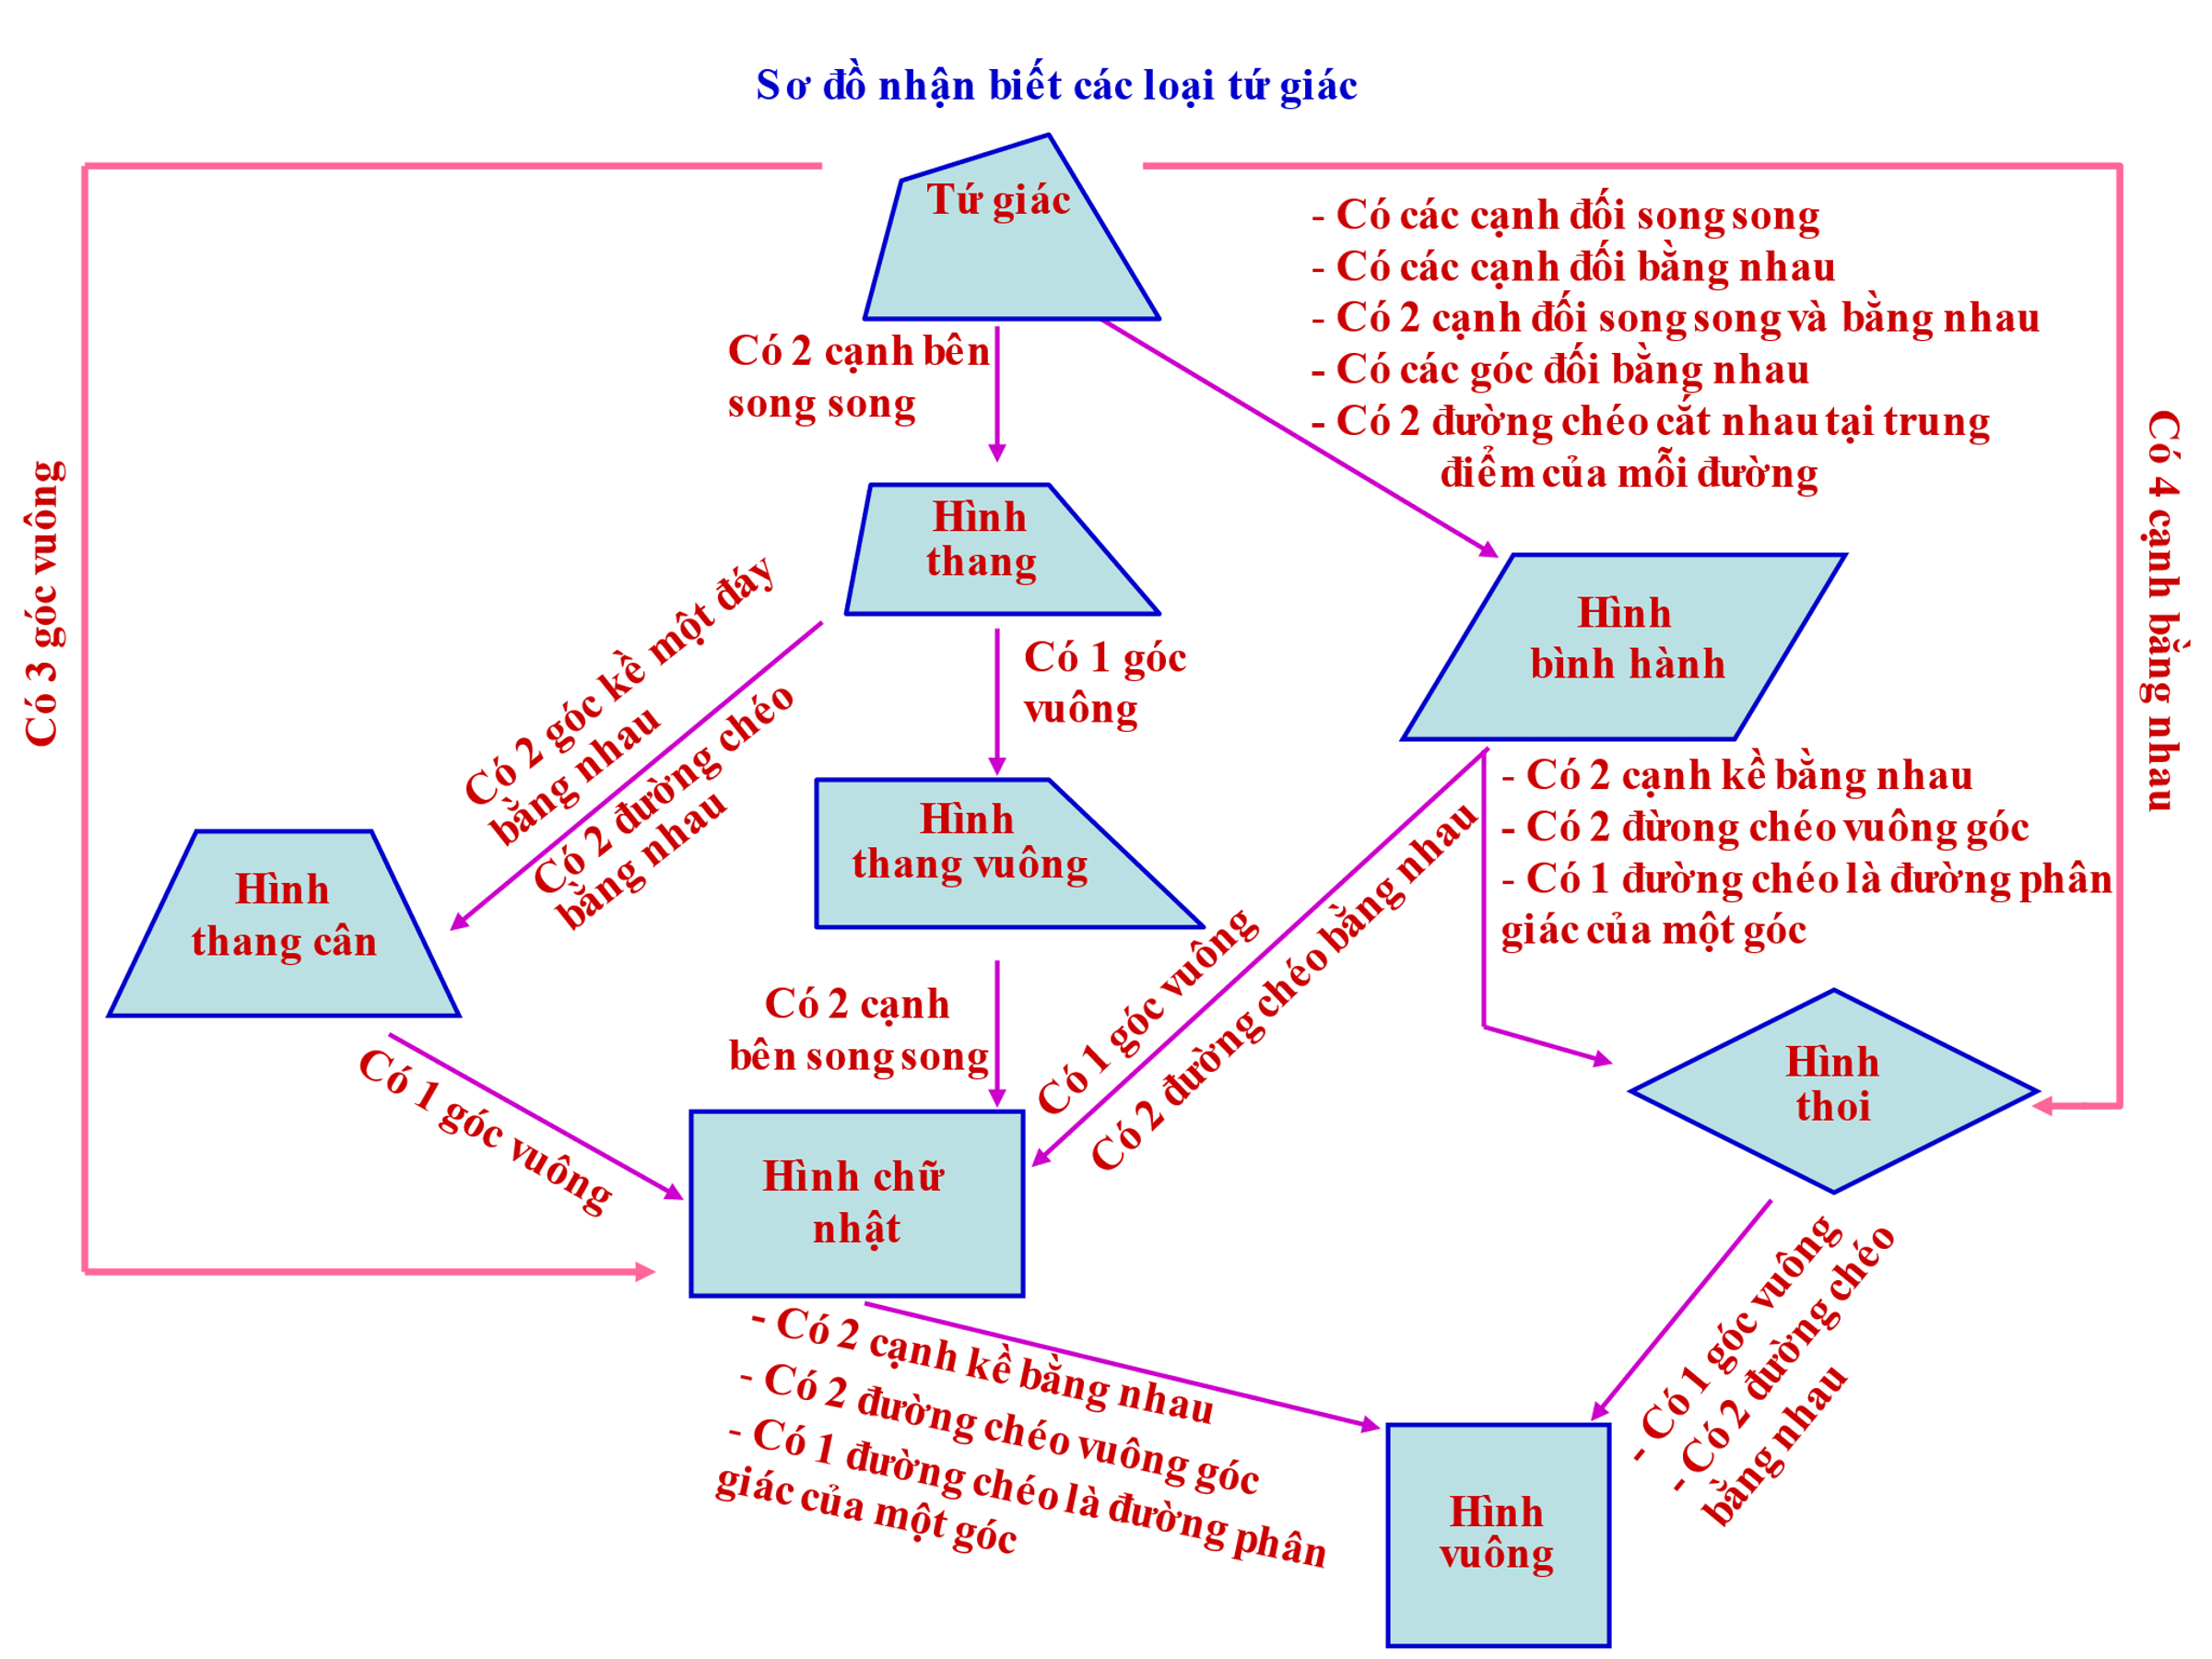 Sơ đồ nhận biết các loại tứ giác
Tứ giác
- Có các cạnh đối song song
- Có các cạnh đối bằng nhau
- Có 2 cạnh đối song song và bằng nhau
- Có các góc đối bằng nhau
- Có 2 đường chéo cắt nhau tại trung
điểm của mỗi đường
Có 2 cạnh bên
song song
Có 3 góc vuông
Có 4 cạnh bằng nhau
Hình
thang
Hình
bình hành
Có 2 góc kề một đáy
bằng nhau
Có 2 đường chéo
bằng nhau
Có 1 góc
vuông
- Có 2 cạnh kề bằng nhau
- Có 2 đừong chéo vuông góc
- Có 1 đường chéo là đường phân
giác của một góc
Hình
thang cân
Hình
thang vuông
Có 1 góc vuông
Có 2 cạnh
bên song song
Có 1 góc vuông
Có 2 đường chéo bằng nhau
Hình
thoi
Hình chữ
nhật
- Có 2 cạnh kề bằng nhau
- Có 2 đường chéo vuông góc
- Có 1 đường chéo là đường phân
giác của một góc
- Có 1 góc vuông
- Có 2 đường chéo
bằng nhau
Hình
vuông